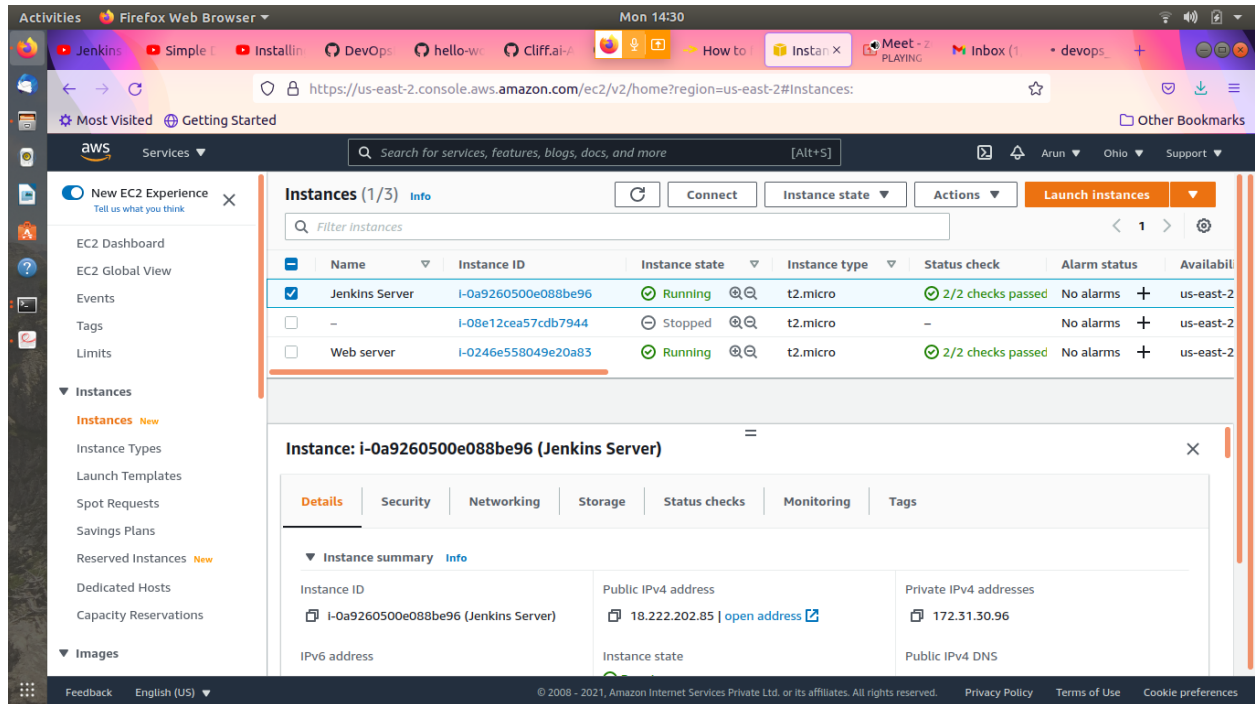 Activities Firefox Web Browser Mon 14:30
Jenkins Simple Installin DevOps hello-wo Cliff.ai-A How to Instan Meet - z PLAYING Inbox (1 devops_
https://us-east-2.console.aws.amazon.com/ec2/v2/home?region=us-east-2#Instances:
Most Visited Getting Started Other Bookmarks
aws Services Search for services, features, blogs, docs, and more [Alt+S] Arun Ohio Support
New EC2 Experience
Tell us what you think
EC2 Dashboard
EC2 Global View
Events
Tags
Limits
Instances
Instances New
Instance Types
Launch Templates
Spot Requests
Savings Plans
Reserved Instances New
Dedicated Hosts
Capacity Reservations
Images
Instances (1/3) Info Connect Instance state Actions Launch instances
Filter instances 1
Name Instance ID Instance state Instance type Status check Alarm status Availabili
Jenkins Server i-0a9260500e088be96 Running t2.micro 2/2 checks passed No alarms us-east-2
– i-08e12cea57cdb7944 Stopped t2.micro – No alarms us-east-2
Web server i-0246e558049e20a83 Running t2.micro 2/2 checks passed No alarms us-east-2
Instance: i-0a9260500e088be96 (Jenkins Server)
Details Security Networking Storage Status checks Monitoring Tags
Instance summary Info
Instance ID Public IPv4 address Private IPv4 addresses
i-0a9260500e088be96 (Jenkins Server) 18.222.202.85 | open address 172.31.30.96
IPv6 address Instance state Public IPv4 DNS
Feedback English (US) © 2008 - 2021, Amazon Internet Services Private Ltd. or its affiliates. All rights reserved. Privacy Policy Terms of Use Cookie preferences